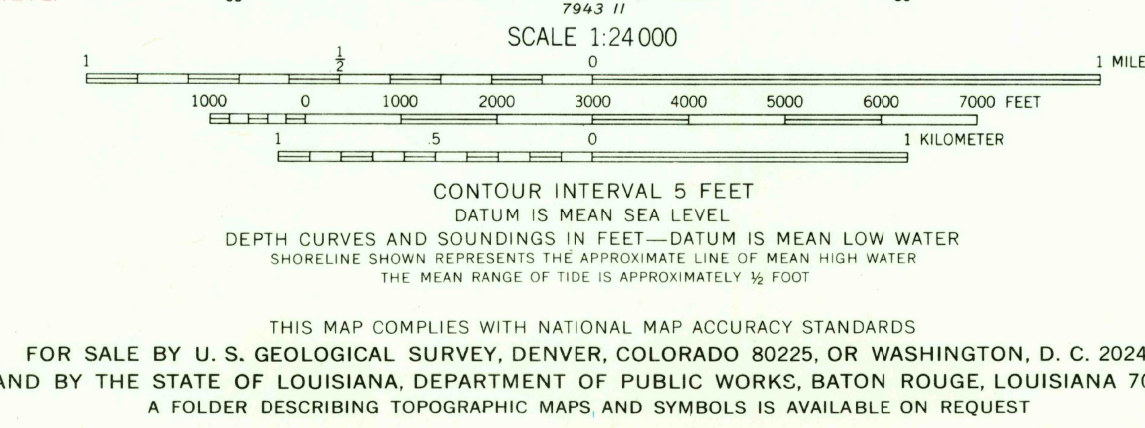 7943 II
SCALE 1:24 000
1 ½ 0 1 MILE
1000 0 1000 2000 3000 4000 5000 6000 7000 FEET
1 .5 0 1 KILOMETER
CONTOUR INTERVAL 5 FEET
DATUM IS MEAN SEA LEVEL
DEPTH CURVES AND SOUNDINGS IN FEET—DATUM IS MEAN LOW WATER
SHORELINE SHOWN REPRESENTS THE APPROXIMATE LINE OF MEAN HIGH WATER
THE MEAN RANGE OF TIDE IS APPROXIMATELY ½ FOOT
THIS MAP COMPLIES WITH NATIONAL MAP ACCURACY STANDARDS
FOR SALE BY U. S. GEOLOGICAL SURVEY, DENVER, COLORADO 80225, OR WASHINGTON, D. C. 2024
AND BY THE STATE OF LOUISIANA, DEPARTMENT OF PUBLIC WORKS, BATON ROUGE, LOUISIANA 70
A FOLDER DESCRIBING TOPOGRAPHIC MAPS AND SYMBOLS IS AVAILABLE ON REQUEST